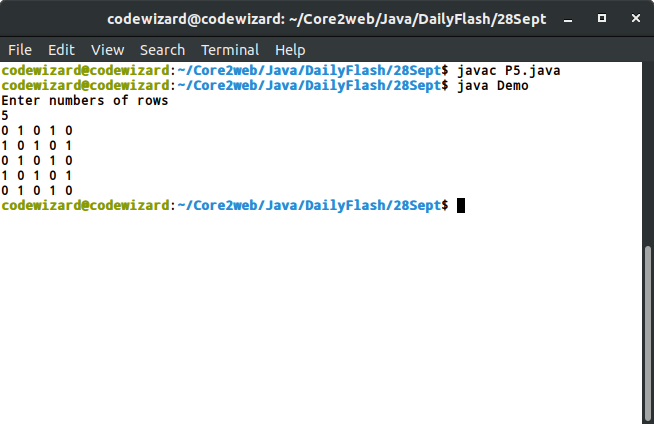 codewizard@codewizard: ~/Core2web/Java/DailyFlash/28Sept
File Edit View Search Terminal Help
codewizard@codewizard:~/Core2web/Java/DailyFlash/28Sept$ javac P5.java
codewizard@codewizard:~/Core2web/Java/DailyFlash/28Sept$ java Demo
Enter numbers of rows
5
0 1 0 1 0
1 0 1 0 1
0 1 0 1 0
1 0 1 0 1
0 1 0 1 0
codewizard@codewizard:~/Core2web/Java/DailyFlash/28Sept$